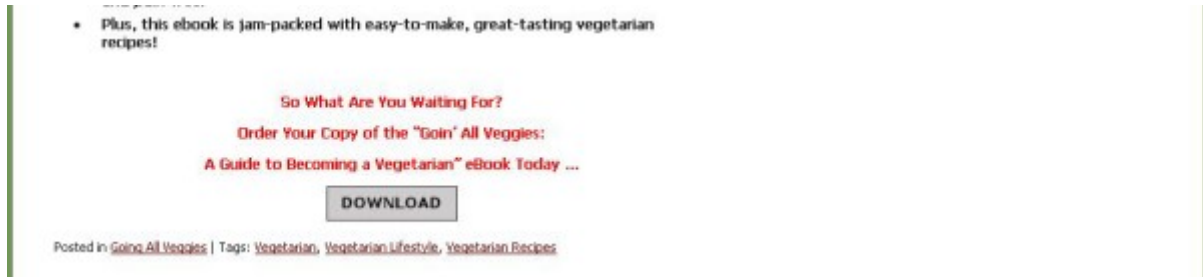 • Plus, this ebook is jam-packed with easy-to-make, great-tasting vegetarian
recipes!
So What Are You Waiting For?
Order Your Copy of the "Goin' All Veggies:
A Guide to Becoming a Vegetarian" eBook Today ...
DOWNLOAD
Posted in Going All Veggies | Tags: Vegetarian, Vegetarian Lifestyle, Vegetarian Recipes